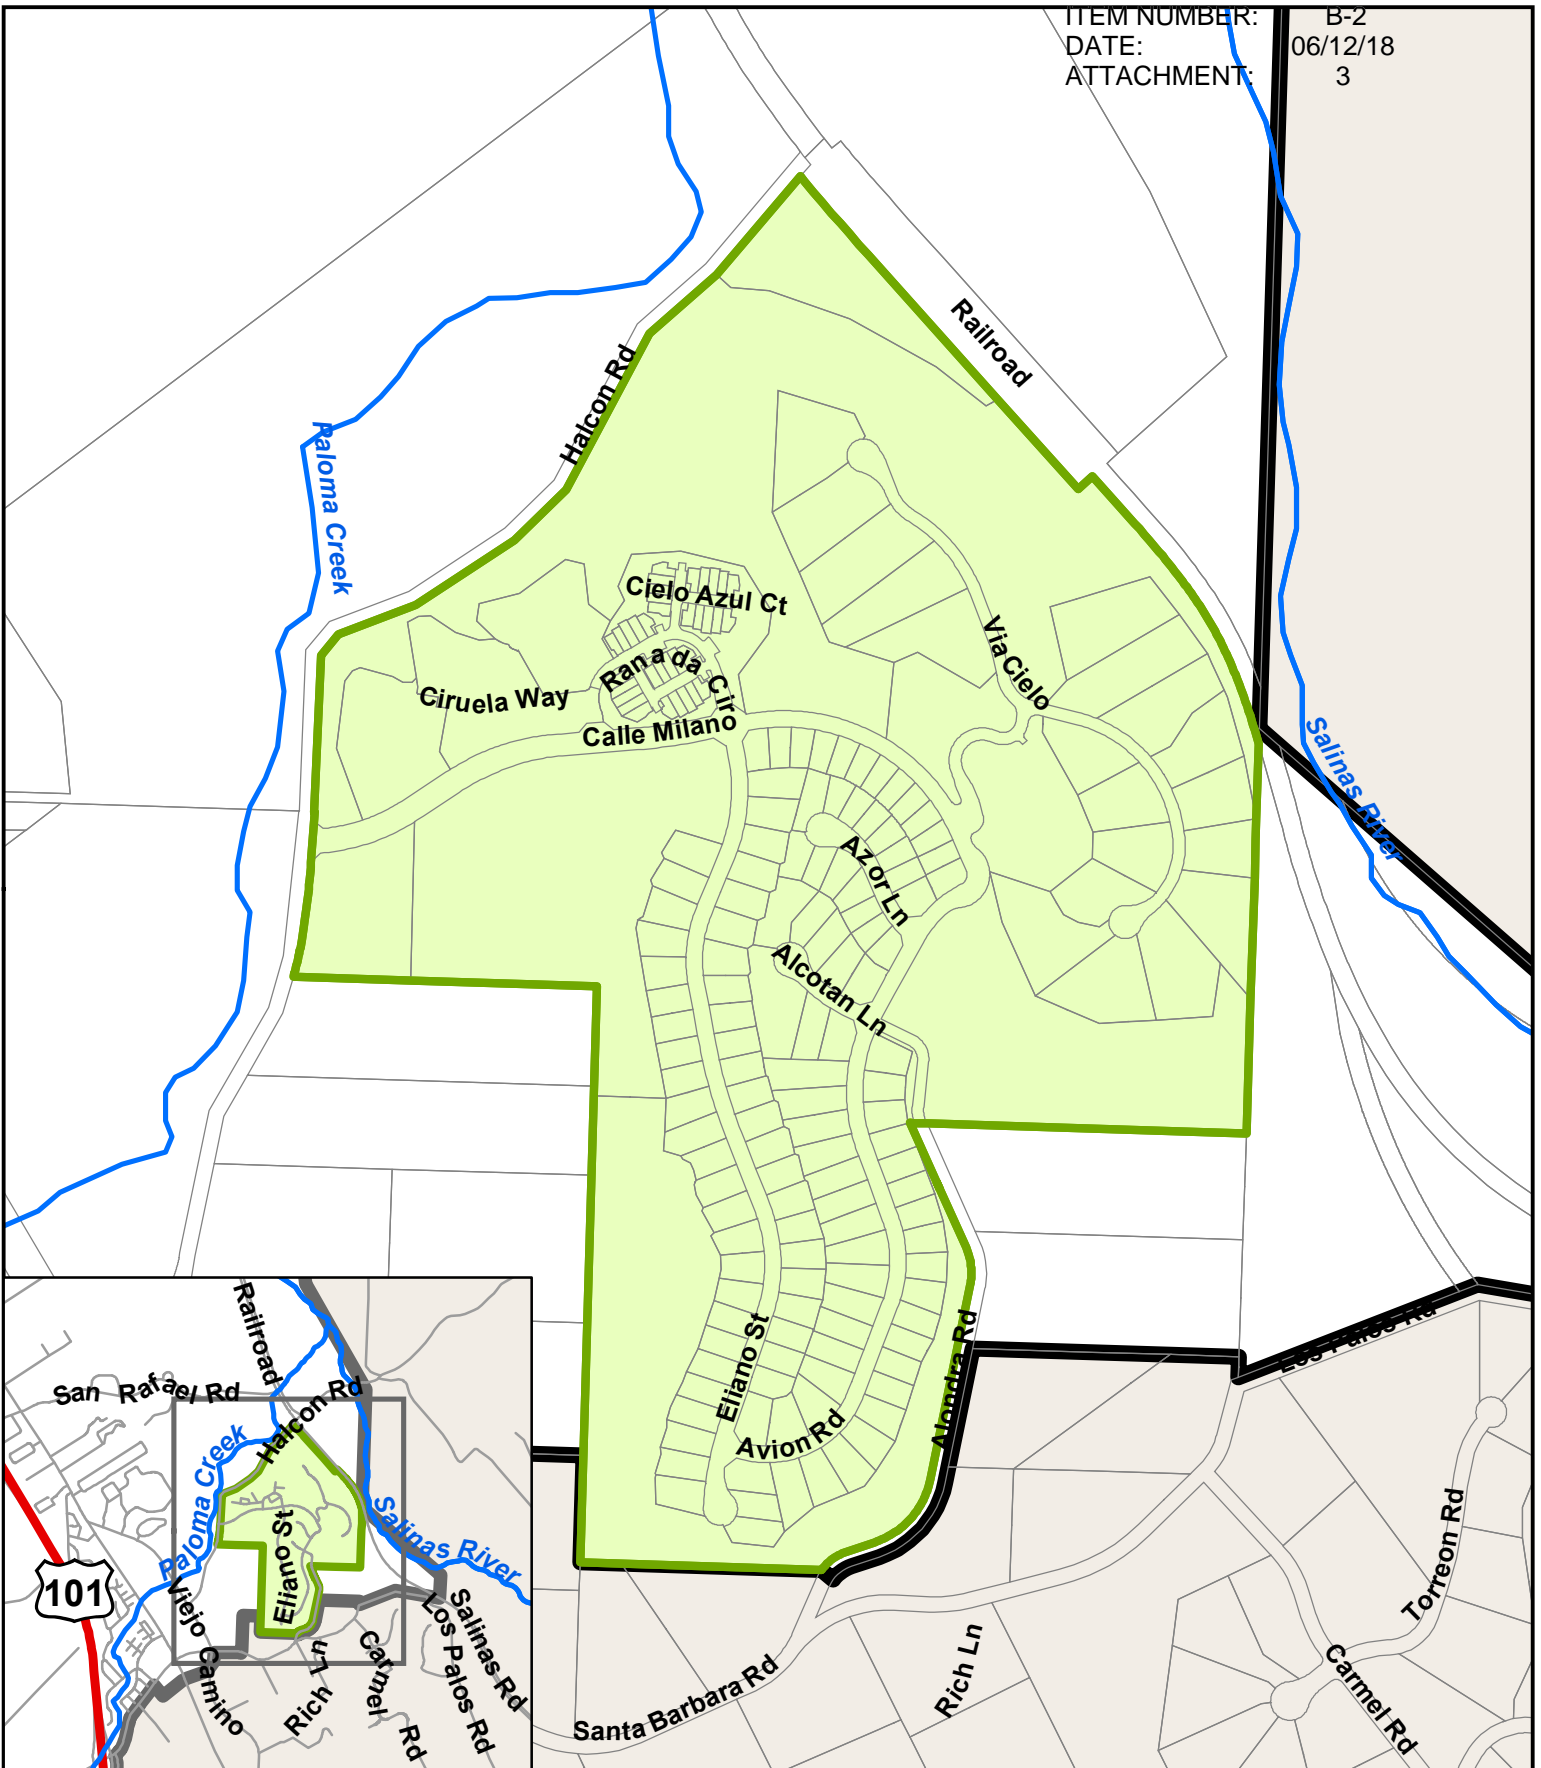 ITEM NUMBER: B-2
DATE: 06/12/18
ATTACHMENT: 3
Railroad
Halcon Rd
Paloma Creek
Cielo Azul Ct
Via Cielo
Ranada Cir
Ciruela Way
Calle Milano
Salinas River
Azor Ln
Alcotan Ln
Eliano St
Alondra Rd
Los Palos Rd
Avion Rd
Torreon Rd
Rich Ln
Santa Barbara Rd
Carmel Rd
Railroad
San Rafael Rd
Halcon Rd
Paloma Creek
Eliano St
Salinas River
101
Viejo Camino
Rich Ln
Carmel Rd
Los Palos Rd
Salinas Rd